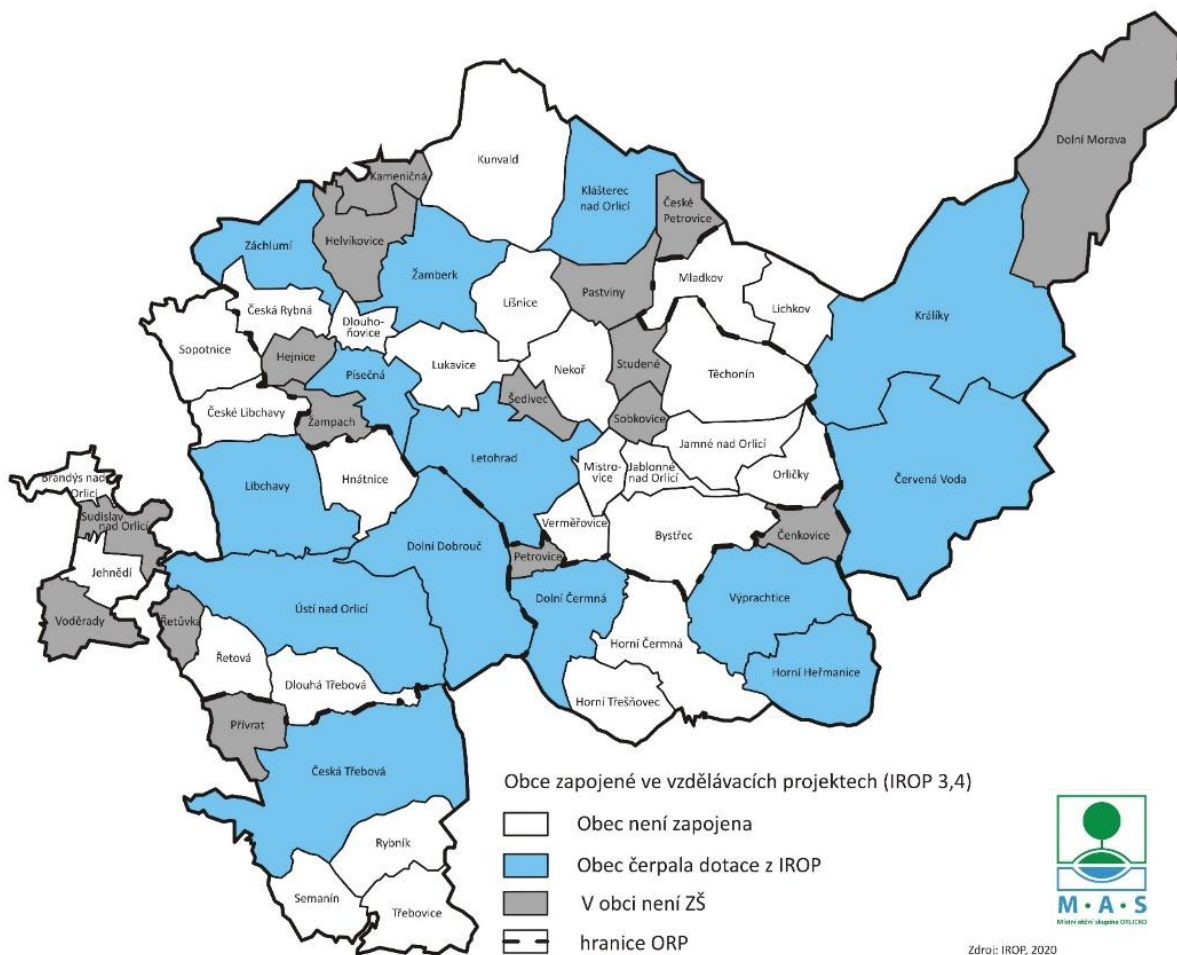 Dolní Morava
Kunvald
Kameničná
Klášterec
nad Orlicí
České
Petrovice
Helvíkovice
Záchlumí
Žamberk
Pastviny
Mladkov
Líšnice
Lichkov
Králíky
Česká Rybná
Dlouho-
ňovice
Sopotnice
Hejnice
Písečná
Lukavice
Nekoř
Studené
Těchonín
České Libchavy
Žampach
Šedivec
Sobkovice
Letohrad
Jamné nad Orlicí
Hnátnice
Mistro-
vice
Jablonné
nad Orlicí
Orličky
Libchavy
Červená Voda
Brandýs nad
Orlicí
Sudislav
nad Orlicí
Verměřovice
Bystřec
Čenkovice
Dolní Dobrouč
Petrovice
Jehnědí
Dolní Čermná
Výprachtice
Ústí nad Orlicí
Voděrady
Řetůvka
Řetová
Horní Čermná
Horní Heřmanice
Dlouhá Třebová
Horní Třešňovec
Přívrat
Česká Třebová
Rybník
Semanín
Třebovice
Obce zapojené ve vzdělávacích projektech (IROP 3,4)
Obec není zapojena
Obec čerpala dotace z IROP
V obci není ZŠ
hranice ORP
M·A·S
Místní akční skupina ORLICKO
Zdroj: IROP, 2020